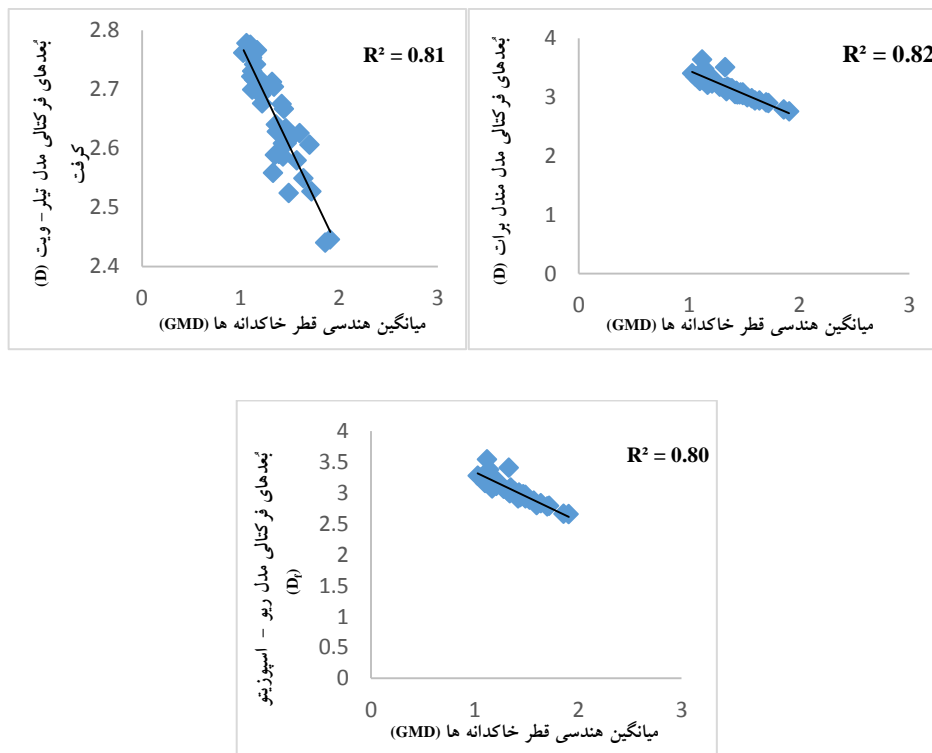 بُعدهای فرکتالی مدل تیلر – ویت
کرفت
(D)
2.8
2.7
2.6
2.5
2.4
R² = 0.81
0
1
2
3
میانگین هندسی قطر خاکدانه ها (GMD)
بُعدهای فرکتالی مدل مندل برات (D)
4
3
2
1
0
R² = 0.82
0
1
2
3
میانگین هندسی قطر خاکدانه ها (GMD)
بُعدهای فرکتالی مدل ریو – اسپوزیتو
(Df)
4
3.5
3
2.5
2
1.5
1
0.5
0
R² = 0.80
0
1
2
3
میانگین هندسی قطر خاکدانه ها (GMD)